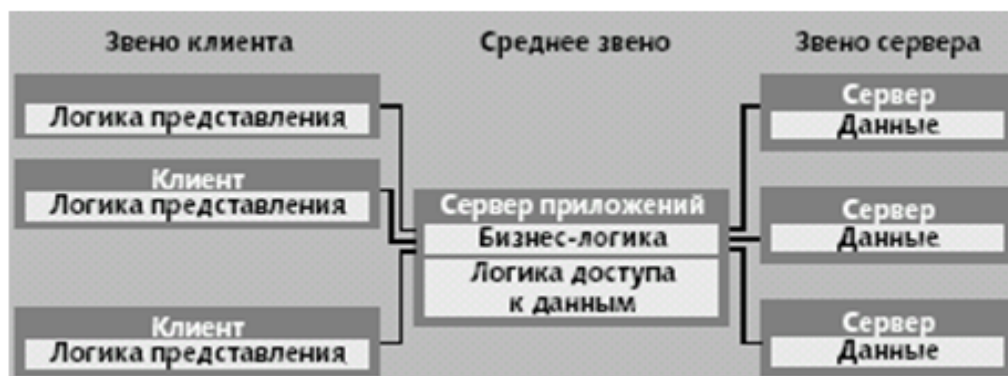 Звено клиента
Среднее звено
Звено сервера
Логика представления
Клиент
Логика представления
Клиент
Логика представления
Сервер приложений
Бизнес-логика
Логика доступа
к данным
Сервер
Данные
Сервер
Данные
Сервер
Данные